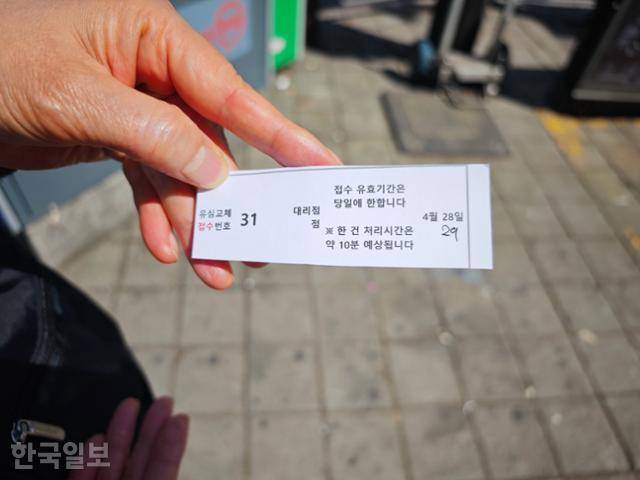 유심교체
접수번호
31
대리점
점
접수 유효기간은
당일에 한합니다
※ 한 건 처리시간은
약 10분 예상됩니다
4월 28일
29
한국일보